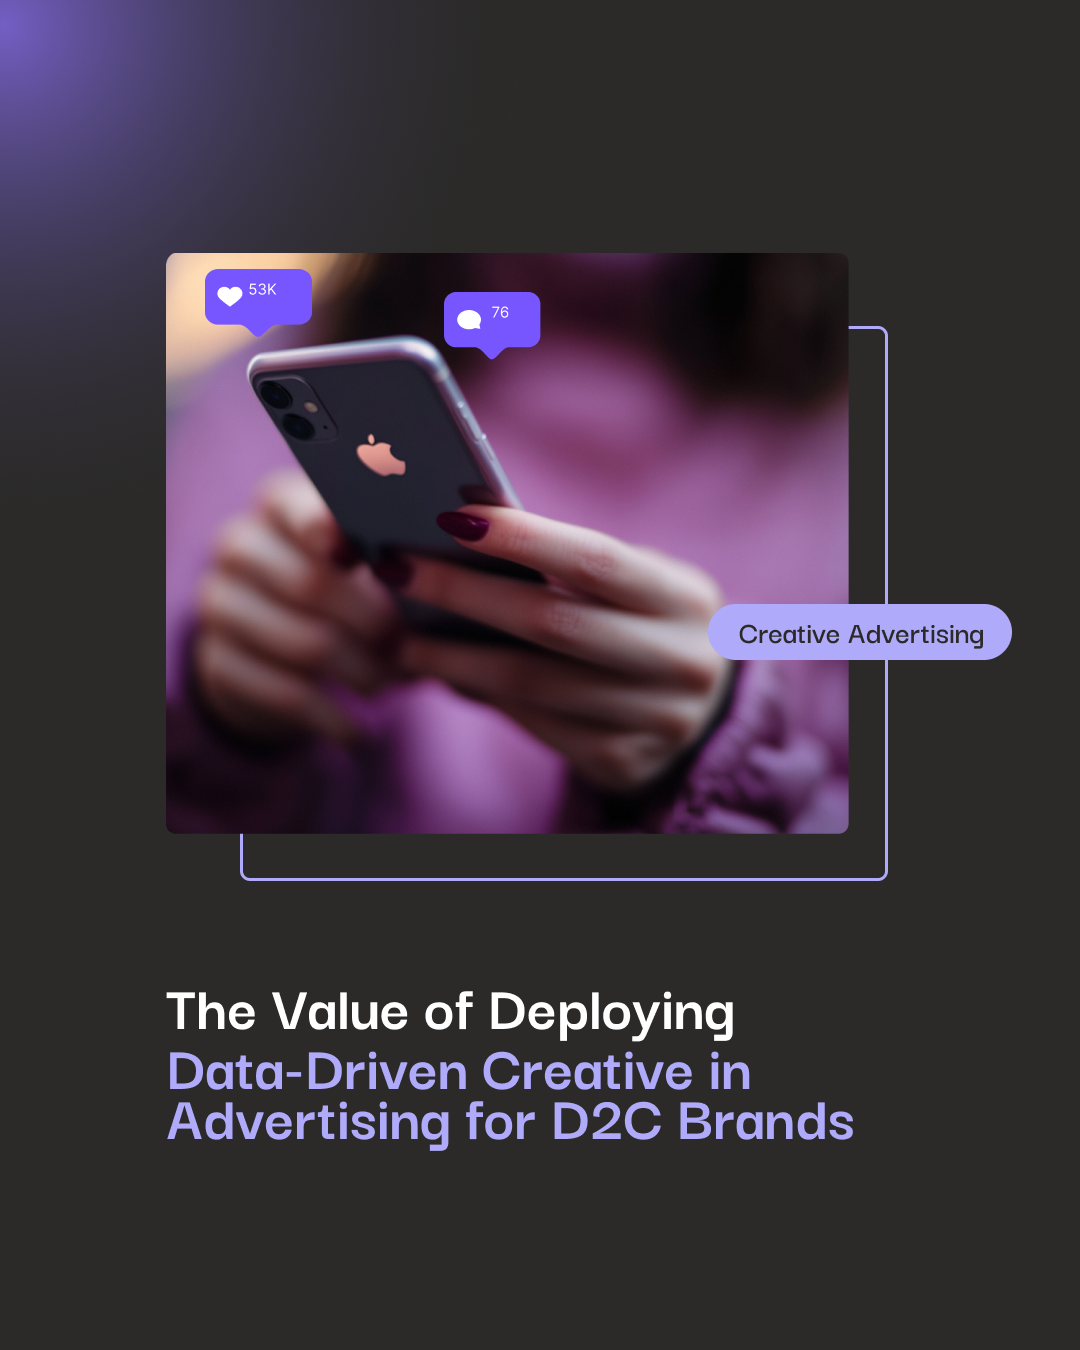 53K
76
Creative Advertising
The Value of Deploying
Data-Driven Creative in
Advertising for D2C Brands